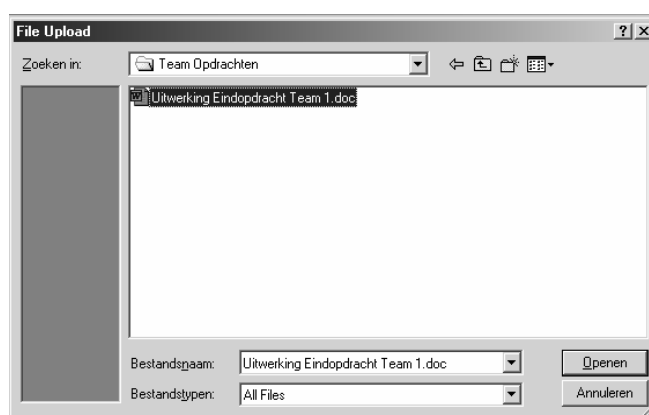 File Upload
Zoeken in: Team Opdrachten
Uitwerking Eindopdracht Team 1.doc
Bestandsnaam: Uitwerking Eindopdracht Team 1.doc Openen
Bestandstypen: All Files Annuleren